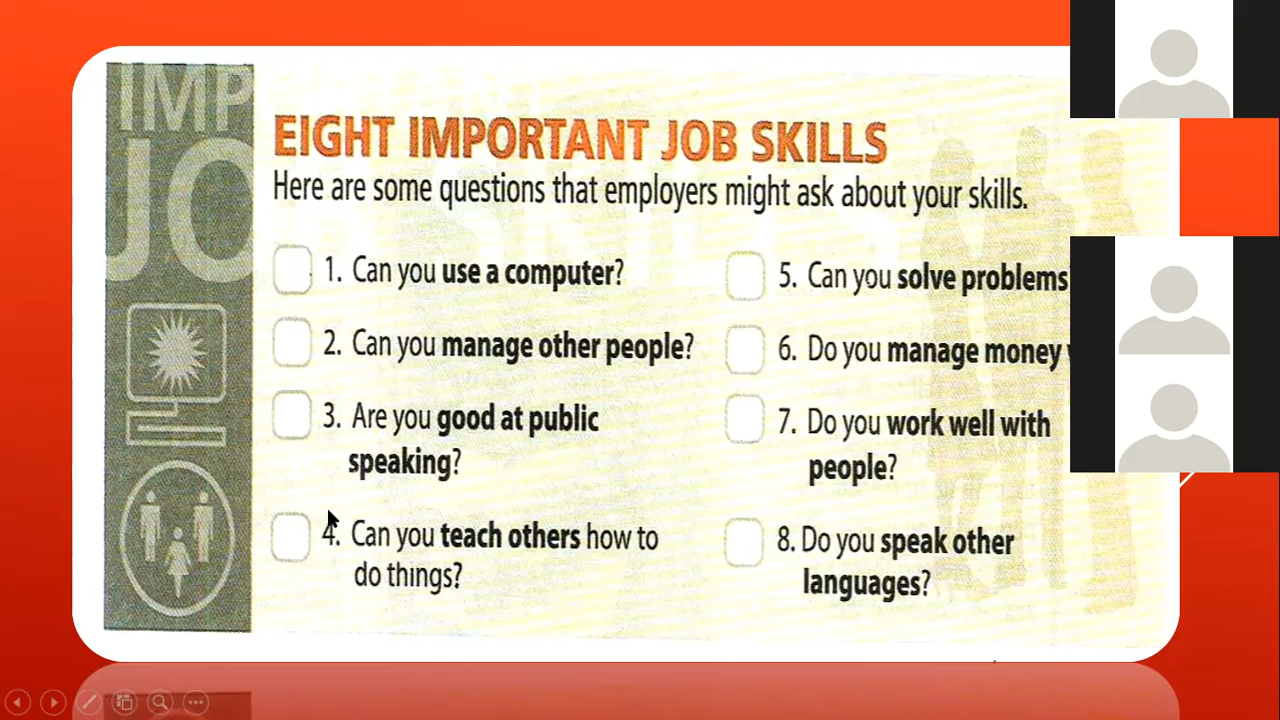 IMP
JO
EIGHT IMPORTANT JOB SKILLS
Here are some questions that employers might ask about your skills.
1. Can you use a computer?
2. Can you manage other people?
3. Are you good at public
speaking?
4. Can you teach others how to
do things?
5. Can you solve problems
6. Do you manage money
7. Do you work well with
people?
8. Do you speak other
languages?